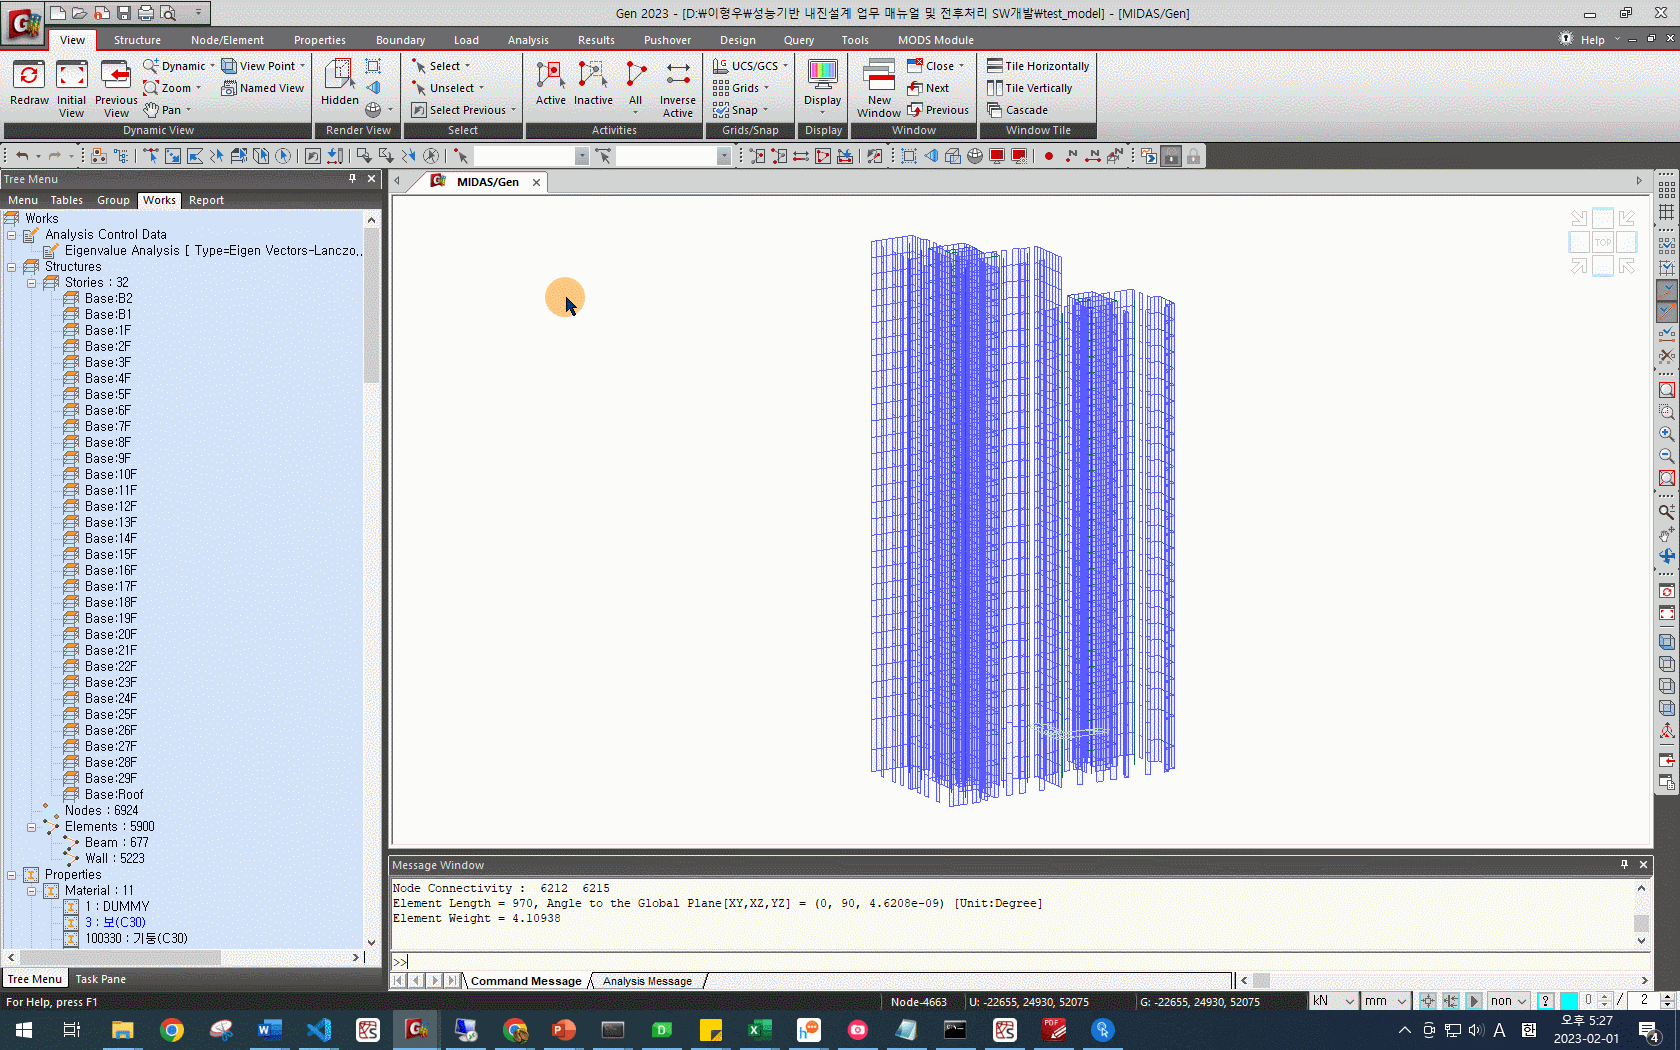 Gen 2023 - [D:₩이형우₩성능기반 내진설계 업무 매뉴얼 및 전후처리 SW개발₩test_model] - [MIDAS/Gen]
View Structure Node/Element Properties Boundary Load Analysis Results Pushover Design Query Tools MODS Module Help
Redraw
Initial View
Previous View
Dynamic
Zoom
Pan
View Point
Named View
Dynamic View
Hidden
Render View
Select
Unselect
Select Previous
Select
Active
Inactive
All
Inverse Active
Activities
UCS/GCS
Grids
Snap
Grids/Snap
Display
Display
New Window
Close
Next
Previous
Window
Tile Horizontally
Tile Vertically
Cascade
Window Tile
Tree Menu
Menu Tables Group Works Report
Works
Analysis Control Data
Eigenvalue Analysis [ Type=Eigen Vectors-Lanczo,,
Structures
Stories : 32
Base:B2
Base:B1
Base:1F
Base:2F
Base:3F
Base:4F
Base:5F
Base:6F
Base:7F
Base:8F
Base:9F
Base:10F
Base:11F
Base:12F
Base:13F
Base:14F
Base:15F
Base:16F
Base:17F
Base:18F
Base:19F
Base:20F
Base:21F
Base:22F
Base:23F
Base:24F
Base:25F
Base:26F
Base:27F
Base:28F
Base:29F
Base:Roof
Nodes : 6924
Elements : 5900
Beam : 677
Wall : 5223
Properties
Material : 11
1 : DUMMY
3 : 보(C30)
100330 : 기둥(C30)
Tree Menu Task Pane
MIDAS/Gen
TOP
Message Window
Node Connectivity : 6212 6215
Element Length = 970, Angle to the Global Plane[XY,XZ,YZ] = (0, 90, 4.6208e-09) [Unit:Degree]
Element Weight = 4.10938
>>
Command Message Analysis Message
For Help, press F1
Node-4663 U: -22655, 24930, 52075 G: -22655, 24930, 52075 kN mm non ? 0 / 2
A 한 오후 5:27
2023-02-01
4